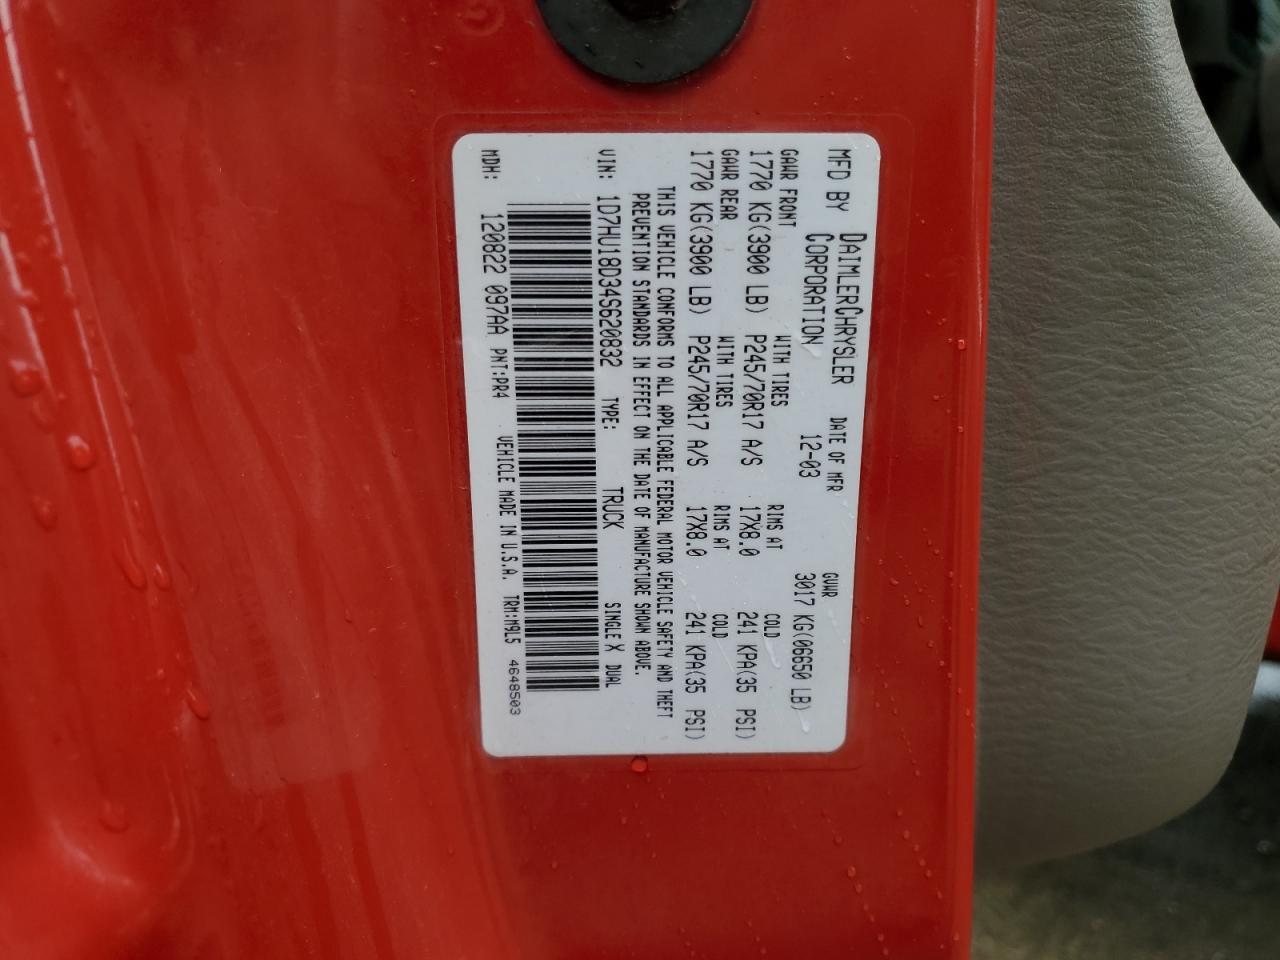 MFD BY DAIMLERCHRYSLER CORPORATION
DATE OF MFR 12-03
GVWR 3017 KG(06650 LB)
GAWR FRONT WITH TIRES RIMS AT COLD
1770 KG(3900 LB) P245/70R17 A/S 17X8.0 241 KPA(35 PSI)
GAWR REAR WITH TIRES RIMS AT COLD
1770 KG(3900 LB) P245/70R17 A/S 17X8.0 241 KPA(35 PSI)
THIS VEHICLE CONFORMS TO ALL APPLICABLE FEDERAL MOTOR VEHICLE SAFETY AND THEFT
PREVENTION STANDARDS IN EFFECT ON THE DATE OF MANUFACTURE SHOWN ABOVE.
VIN: 1D7HU18D34S620832 TYPE: TRUCK SINGLE X DUAL
MDH: 120822 097AA PNT:PR4 VEHICLE MADE IN U.S.A. TRM:M9L5 4648503